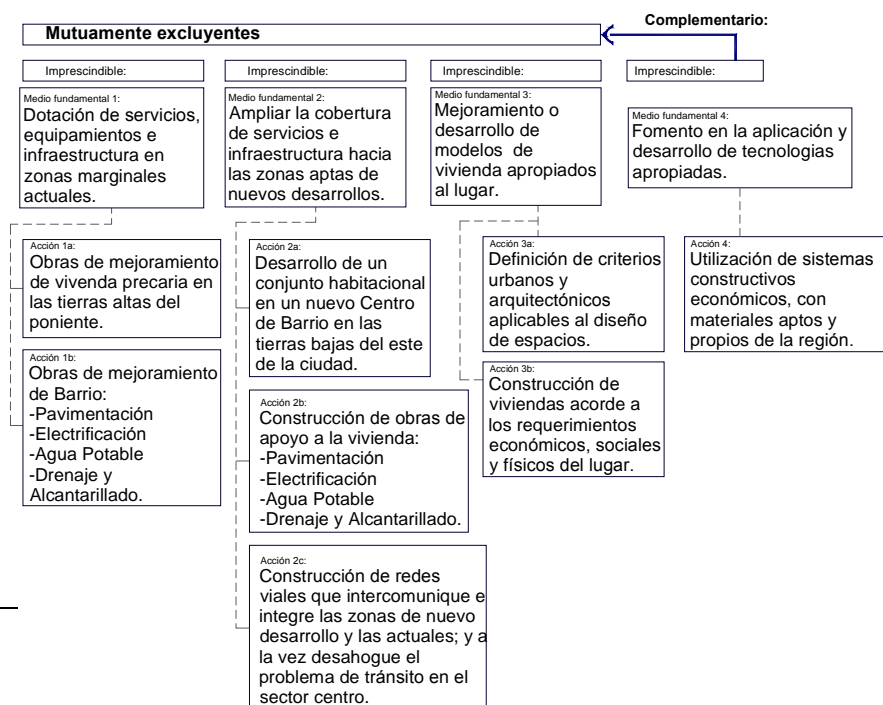 Complementario:
Mutuamente excluyentes
Imprescindible:
Imprescindible:
Imprescindible:
Imprescindible:
Medio fundamental 1:
Dotación de servicios,
equipamientos e
infraestructura en
zonas marginales
actuales.
Medio fundamental 2:
Ampliar la cobertura
de servicios e
infraestructura hacia
las zonas aptas de
nuevos desarrollos.
Medio fundamental 3:
Mejoramiento o
desarrollo de
modelos de
vivienda apropiados
al lugar.
Medio fundamental 4:
Fomento en la aplicación y
desarrollo de tecnologias
apropiadas.
Acción 1a:
Obras de mejoramiento
de vivenda precaria en
las tierras altas del
poniente.
Acción 1b:
Obras de mejoramiento
de Barrio:
-Pavimentación
-Electrificación
-Agua Potable
-Drenaje y
Alcantarillado.
Acción 2a:
Desarrollo de un
conjunto habitacional
en un nuevo Centro
de Barrio en las
tierras bajas del este
de la ciudad.
Acción 2b:
Construcción de obras de
apoyo a la vivienda:
-Pavimentación
-Electrificación
-Agua Potable
-Drenaje y Alcantarillado.
Acción 2c:
Construcción de redes
viales que intercomunique e
integre las zonas de nuevo
desarrollo y las actuales; y a
la vez desahogue el
problema de tránsito en el
sector centro.
Acción 3a:
Definición de criterios
urbanos y
arquitectónicos
aplicables al diseño
de espacios.
Acción 3b:
Construcción de
viviendas acorde a
los requerimientos
económicos, sociales
y físicos del lugar.
Acción 4:
Utilización de sistemas
constructivos
económicos, con
materiales aptos y
propios de la región.